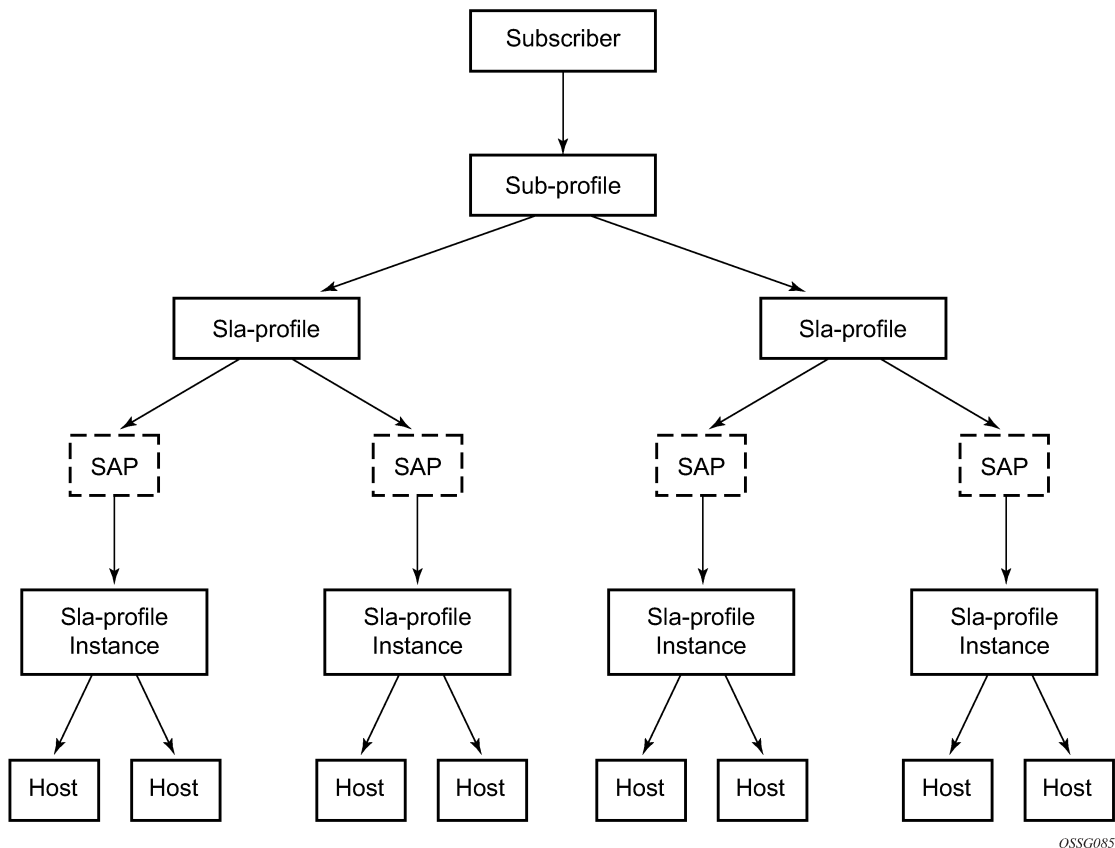 Subscriber
Sub-profile
Sla-profile
Sla-profile
SAP
SAP
SAP
SAP
Sla-profile
Instance
Sla-profile
Instance
Sla-profile
Instance
Sla-profile
Instance
Host
Host
Host
Host
Host
Host
Host
Host
OSSG085